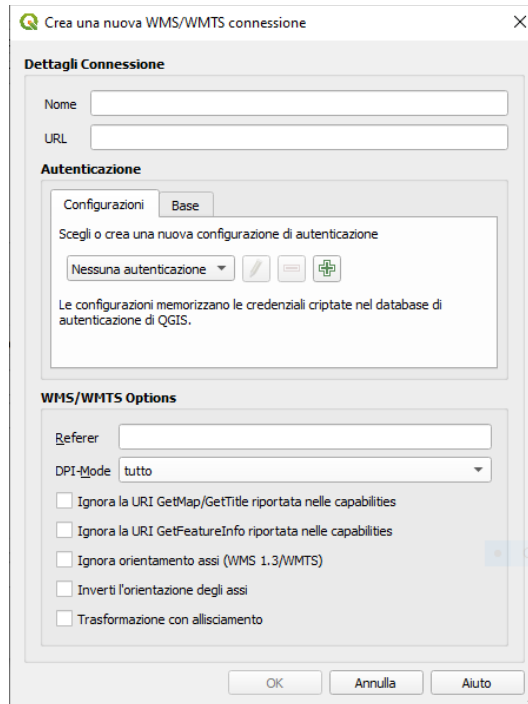 Crea una nuova WMS/WMTS connessione
Dettagli Connessione
Nome
URL
Autenticazione
Configurazioni Base
Scegli o crea una nuova configurazione di autenticazione
Nessuna autenticazione
Le configurazioni memorizzano le credenziali criptate nel database di
autenticazione di QGIS.
WMS/WMTS Options
Referer
DPI-Mode tutto
Ignora la URI GetMap/GetTitle riportata nelle capabilities
Ignora la URI GetFeatureInfo riportata nelle capabilities
Ignora orientamento assi (WMS 1.3/WMTS)
Inverti l'orientazione degli assi
Trasformazione con allisciamento
OK Annulla Aiuto